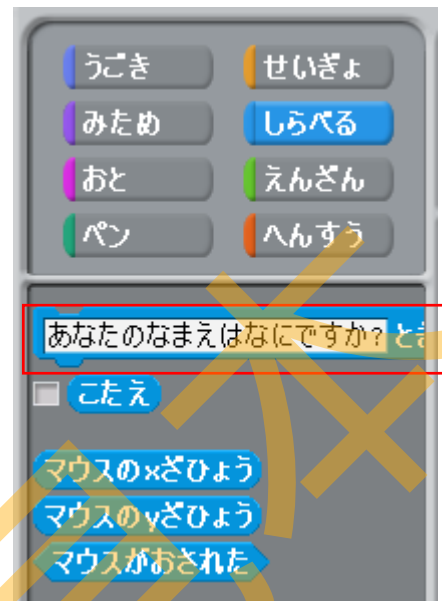 うごき せいぎょ
みため しらべる
おと えんざん
ペン へんすう
あなたのなまえはなにですか? とき
こたえ
マウスのxざひょう
マウスのyざひょう
マウスがおされた